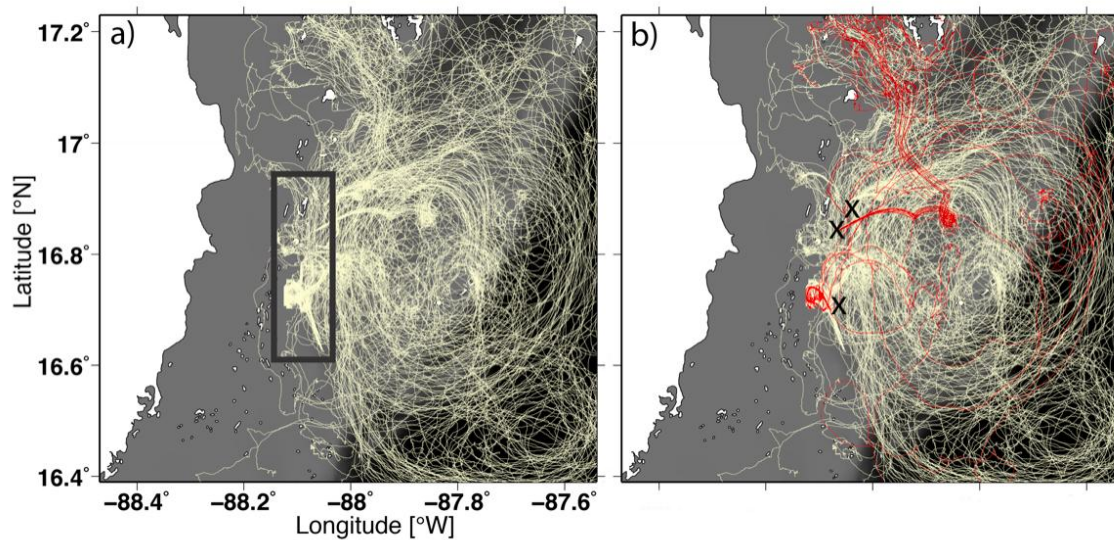 a)
b)
17.2°
17°
16.8°
16.6°
16.4°
Latitude [°N]
−88.4°
−88.2°
−88°
−87.8°
−87.6°
Longitude [°W]
X
X
X